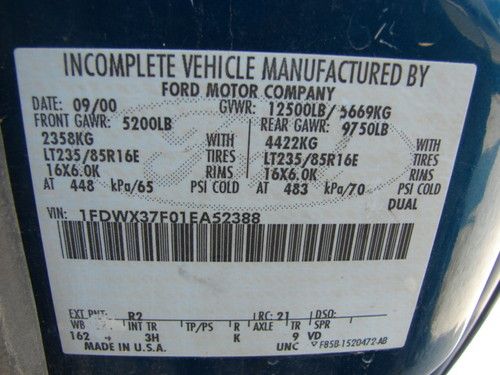 INCOMPLETE VEHICLE MANUFACTURED BY
FORD MOTOR COMPANY
DATE: 09/00 GVWR: 12500LB/ 5669KG
FRONT GAWR: 5200LB REAR GAWR: 9750LB
2358KG WITH 4422KG WITH
LT235/85R16E TIRES LT235/85R16E TIRES
16X6.0K RIMS 16X6.0K RIMS
AT 448 kPa/65 PSI COLD AT 483 kPa/70 PSI COLD
DUAL
VIN: 1FDWX37F01EA52388
EXT PNT: R2 RC: 21 DSO:
WB INT TR TP/PS R AXLE TR SPR
162 3H K 9 VD
MADE IN U.S.A. UNC F85B-1520472-AB